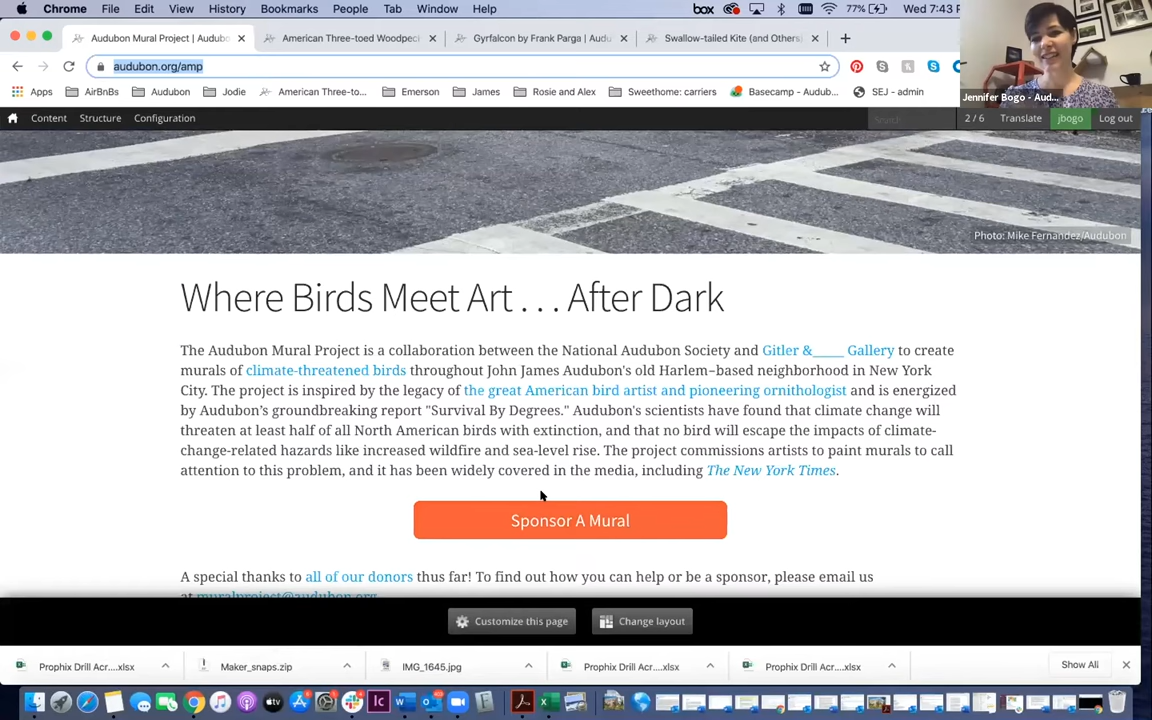 Chrome File Edit View History Bookmarks People Tab Window Help box 77% Wed 7:43 P
Audubon Mural Project | Audubo American Three-toed Woodpeci Gyrfalcon by Frank Parga | Aud Swallow-tailed Kite (and Others)
audubon.org/amp
Jennifer Bogo - Aud...
Apps AirBnBs Audubon Jodie American Three-to... Emerson James Rosie and Alex Sweethome: carriers Basecamp - Audub... SEJ - admin
Content Structure Configuration Search 2 / 6 Translate jbogo Log out
Photo: Mike Fernandez/Audubon
Where Birds Meet Art . . . After Dark
The Audubon Mural Project is a collaboration between the National Audubon Society and Gitler &_____ Gallery to create
murals of climate-threatened birds throughout John James Audubon's old Harlem–based neighborhood in New York
City. The project is inspired by the legacy of the great American bird artist and pioneering ornithologist and is energized
by Audubon's groundbreaking report "Survival By Degrees." Audubon's scientists have found that climate change will
threaten at least half of all North American birds with extinction, and that no bird will escape the impacts of climate-
change-related hazards like increased wildfire and sea-level rise. The project commissions artists to paint murals to call
attention to this problem, and it has been widely covered in the media, including The New York Times.
Sponsor A Mural
A special thanks to all of our donors thus far! To find out how you can help or be a sponsor, please email us
at muralproject@audubon.org.
Customize this page Change layout
Prophix Drill Acr....xlsx Maker_snaps.zip IMG_1645.jpg Prophix Drill Acr....xlsx Prophix Drill Acr....xlsx Show All
tv Ic W X